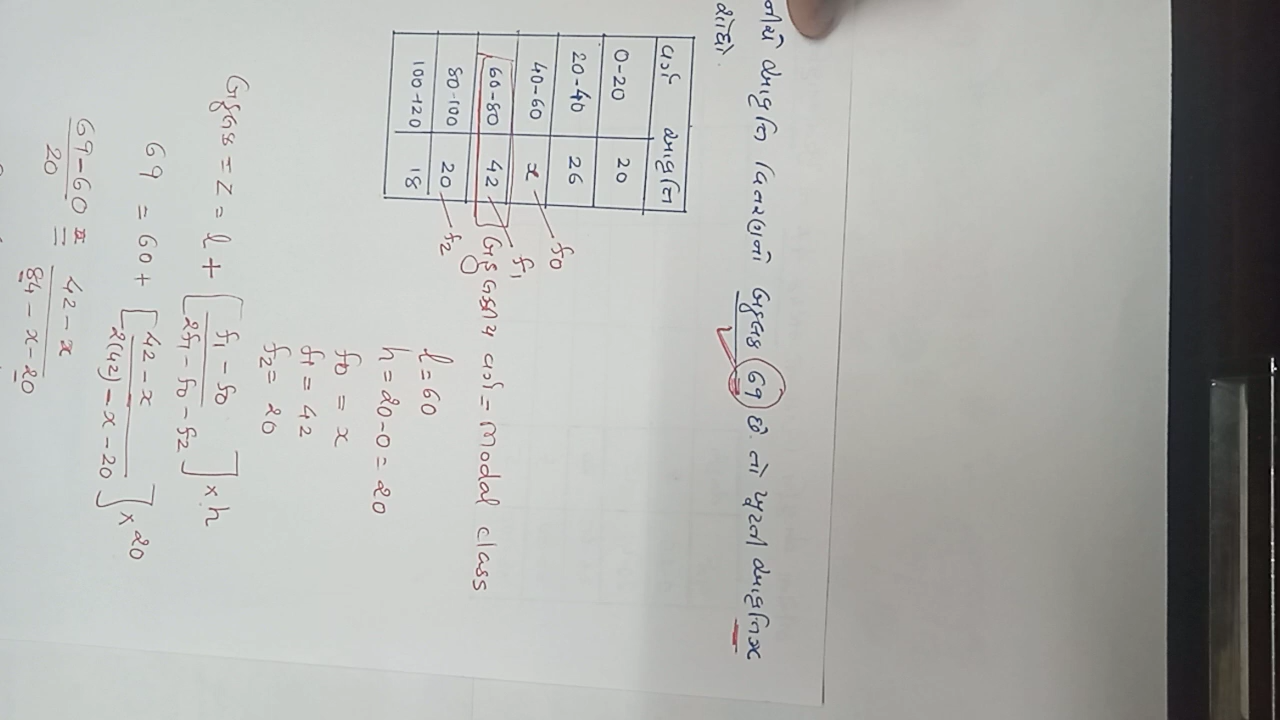 નીચે આવૃત્તિ વિતરણનો બહુલક 69 છે. તો ખૂટતી આવૃત્તિ x
શોધો.
વર્ગ આવૃત્તિ
0-20 20
20-40 26
40-60 x f0
60-80 42 f1 બહુલકીય વર્ગ = Modal class
80-100 20 f2
100-120 18
l = 60
h = 20-0 = 20
f0 = x
f1 = 42
f2 = 20
બહુલક = Z = l + [ f1 - f0 / 2f1 - f0 - f2 ] x h
69 = 60 + [ 42 - x / 2(42) - x - 20 ] x 20
69 - 60 / 20 = 42 - x / 84 - x - 20